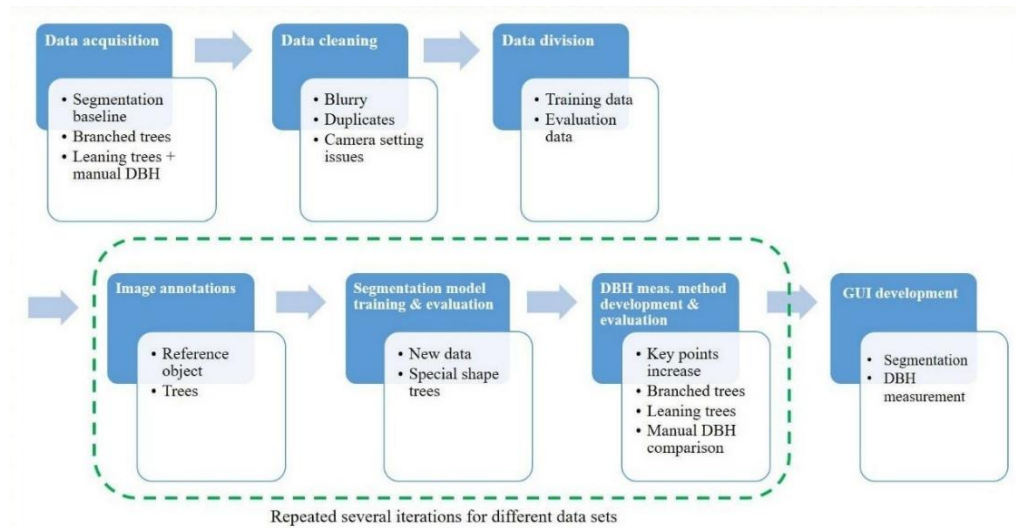 Data acquisition
• Segmentation
baseline
• Branched trees
• Leaning trees +
manual DBH
Data cleaning
• Blurry
• Duplicates
• Camera setting
issues
Data division
• Training data
• Evaluation
data
Image annotations
• Reference
object
• Trees
Segmentation model
training & evaluation
• New data
• Special shape
trees
DBH meas. method
development &
evaluation
• Key points
increase
• Branched trees
• Leaning trees
• Manual DBH
comparison
GUI development
• Segmentation
• DBH
measurement
Repeated several iterations for different data sets